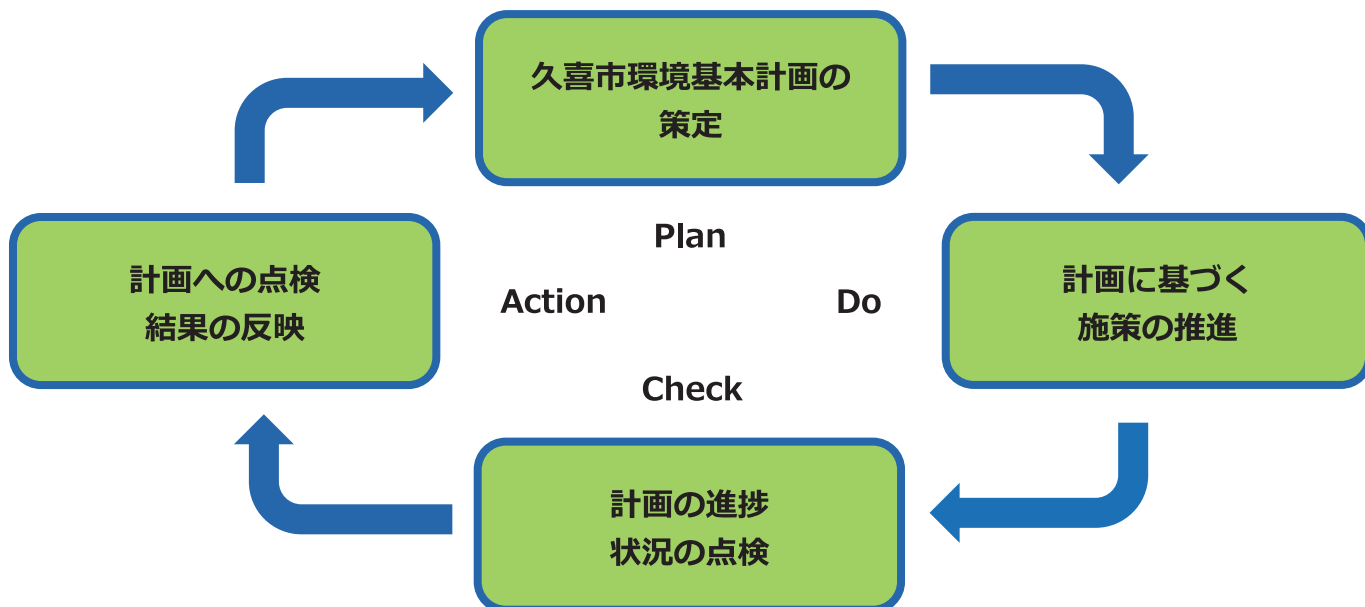 久喜市環境基本計画の
策定
Plan
計画への点検
結果の反映
Action
Do
計画に基づく
施策の推進
Check
計画の進捗
状況の点検